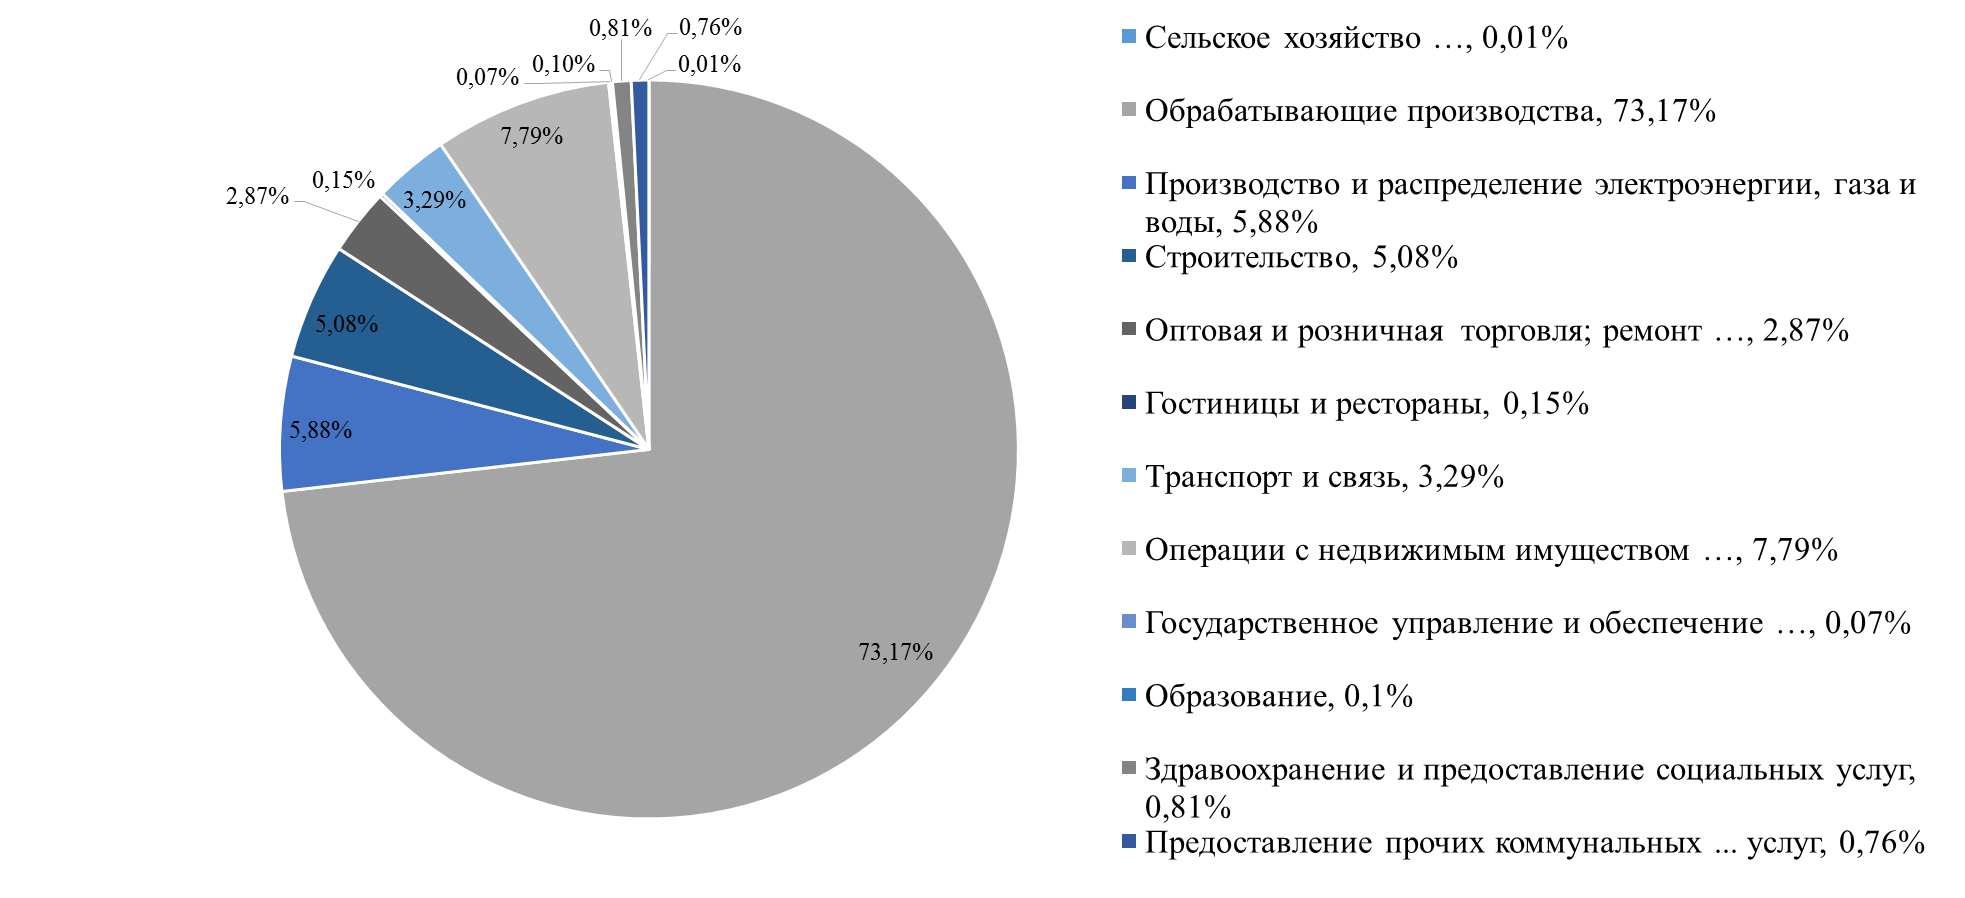 0,81%
0,76%
0,10%
0,01%
0,07%
7,79%
0,15%
2,87%
3,29%
5,08%
5,88%
73,17%
Сельское хозяйство …, 0,01%
Обрабатывающие производства, 73,17%
Производство и распределение электроэнергии, газа и
воды, 5,88%
Строительство, 5,08%
Оптовая и розничная торговля; ремонт …, 2,87%
Гостиницы и рестораны, 0,15%
Транспорт и связь, 3,29%
Операции с недвижимым имуществом …, 7,79%
Государственное управление и обеспечение …, 0,07%
Образование, 0,1%
Здравоохранение и предоставление социальных услуг,
0,81%
Предоставление прочих коммунальных ... услуг, 0,76%